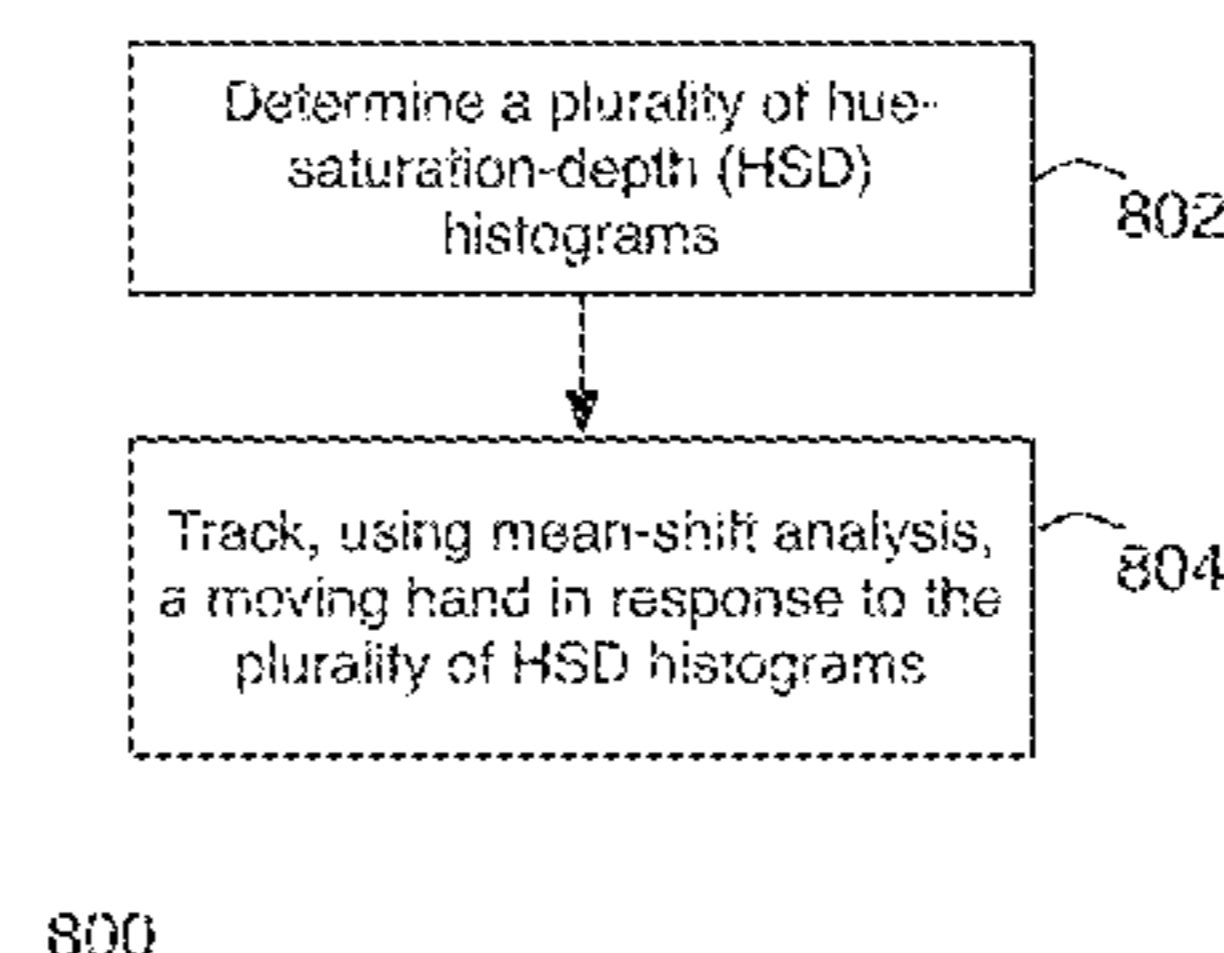 Determine a plurality of hue-
saturation-depth (HSD)
histograms
802
Track, using mean-shift analysis,
a moving hand in response to the
plurality of HSD histograms
804
800